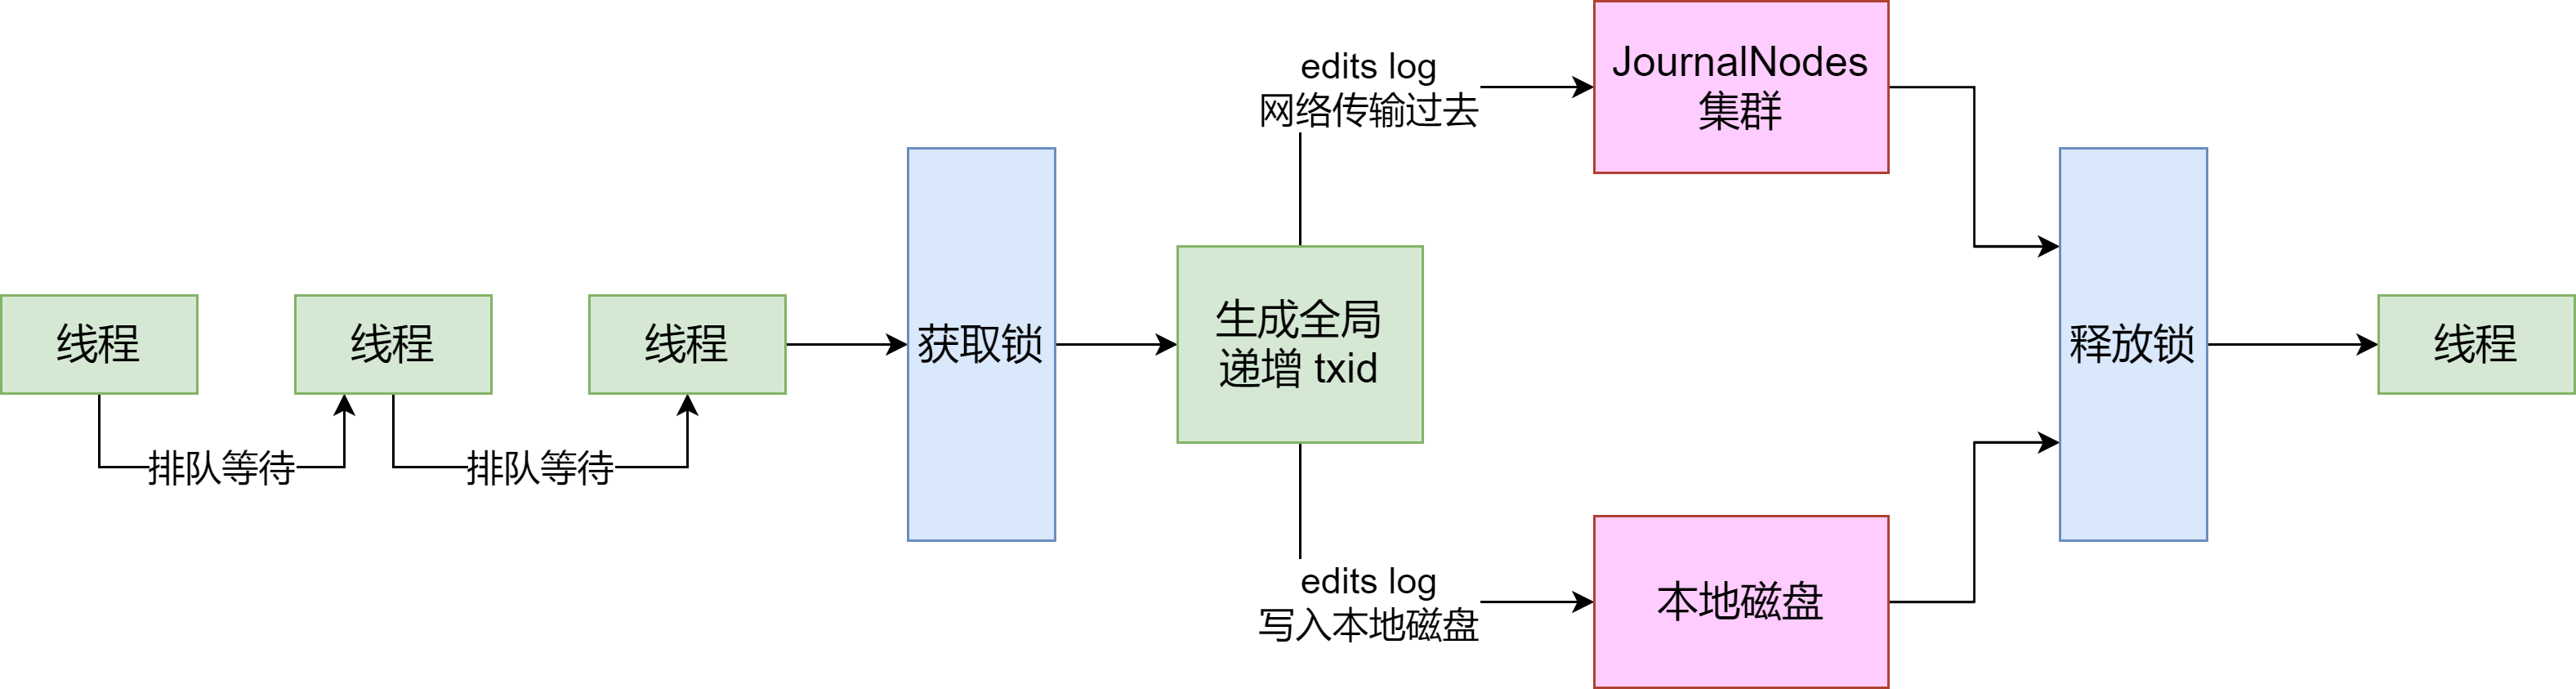 线程
排队等待
线程
排队等待
线程
获取锁
生成全局
递增 txid
edits log
网络传输过去
JournalNodes
集群
edits log
写入本地磁盘
本地磁盘
释放锁
线程